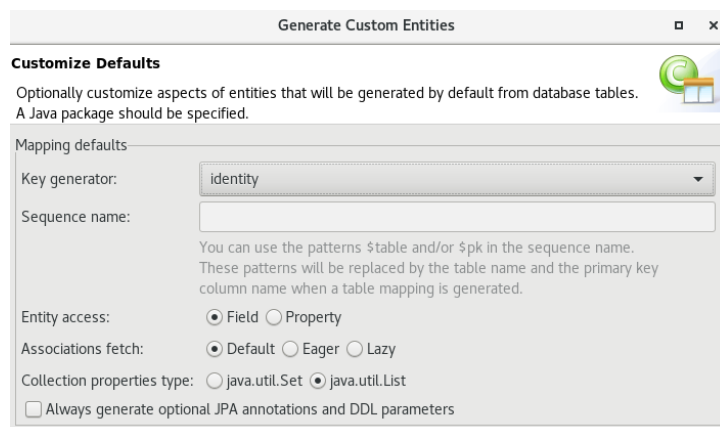 Generate Custom Entities
Customize Defaults
Optionally customize aspects of entities that will be generated by default from database tables.
A Java package should be specified.
Mapping defaults
Key generator: identity
Sequence name:
You can use the patterns $table and/or $pk in the sequence name.
These patterns will be replaced by the table name and the primary key
column name when a table mapping is generated.
Entity access: Field Property
Associations fetch: Default Eager Lazy
Collection properties type: java.util.Set java.util.List
Always generate optional JPA annotations and DDL parameters